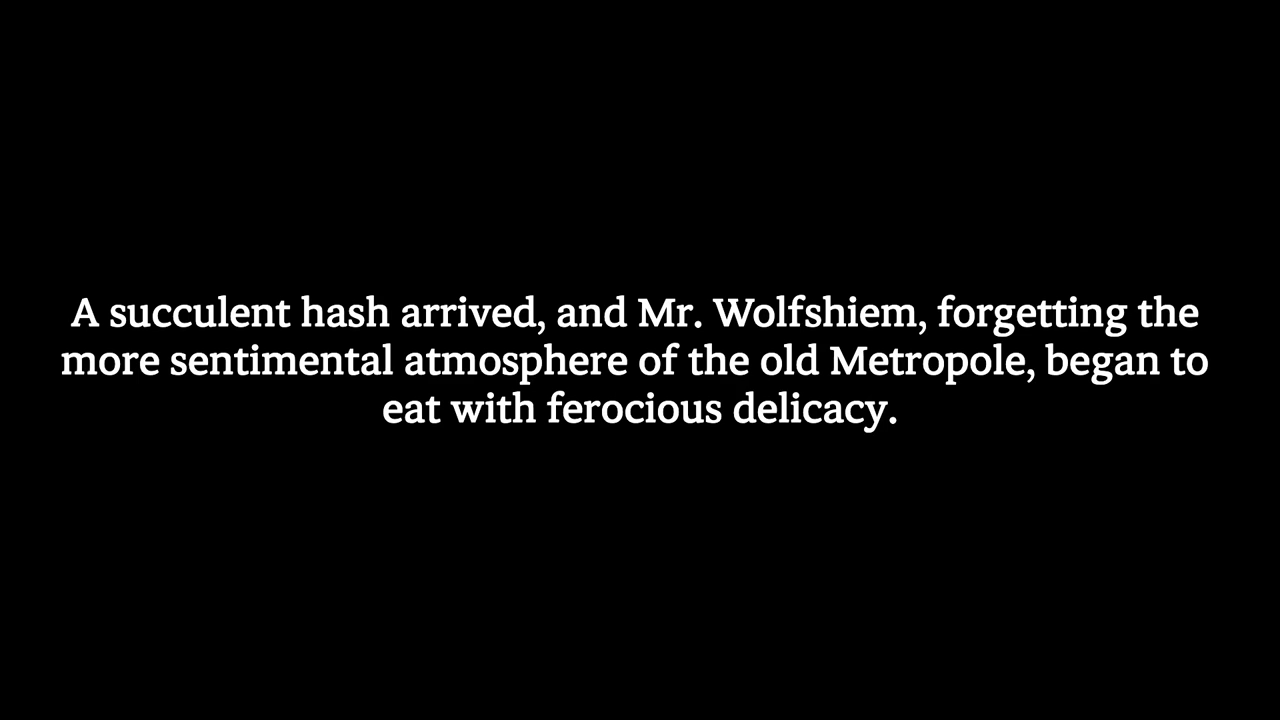 A succulent hash arrived, and Mr. Wolfshiem, forgetting the
more sentimental atmosphere of the old Metropole, began to
eat with ferocious delicacy.